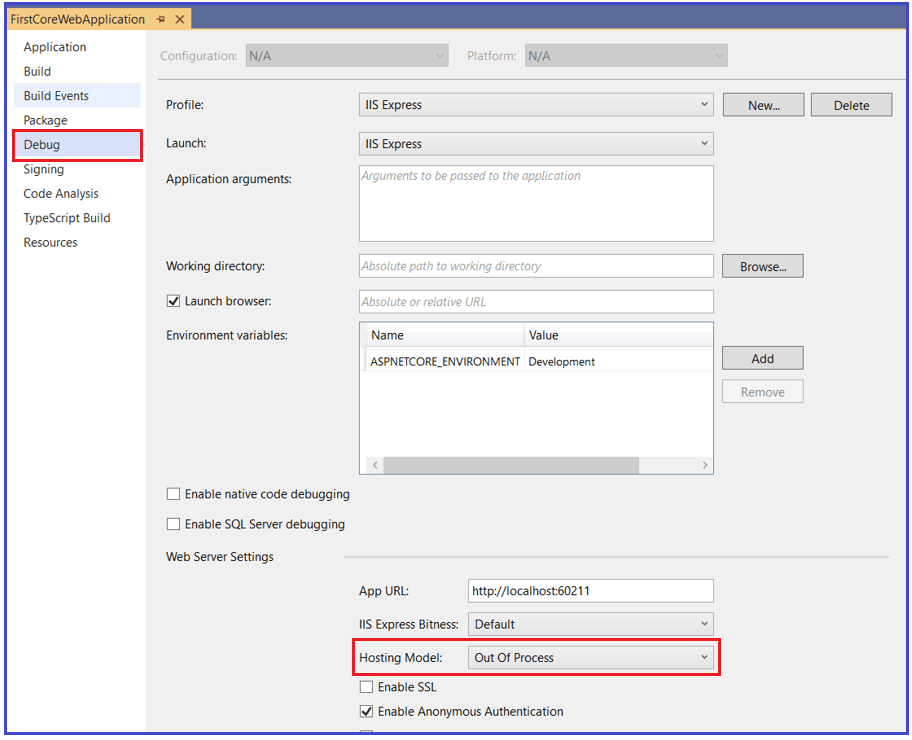 FirstCoreWebApplication
Application
Build
Build Events
Package
Debug
Signing
Code Analysis
TypeScript Build
Resources
Configuration: N/A Platform: N/A
Profile: IIS Express New... Delete
Launch: IIS Express
Application arguments: Arguments to be passed to the application
Working directory: Absolute path to working directory Browse...
Launch browser: Absolute or relative URL
Environment variables: Name Value
ASPNETCORE_ENVIRONMENT Development
Add
Remove
Enable native code debugging
Enable SQL Server debugging
Web Server Settings
App URL: http://localhost:60211
IIS Express Bitness: Default
Hosting Model: Out Of Process
Enable SSL
Enable Anonymous Authentication